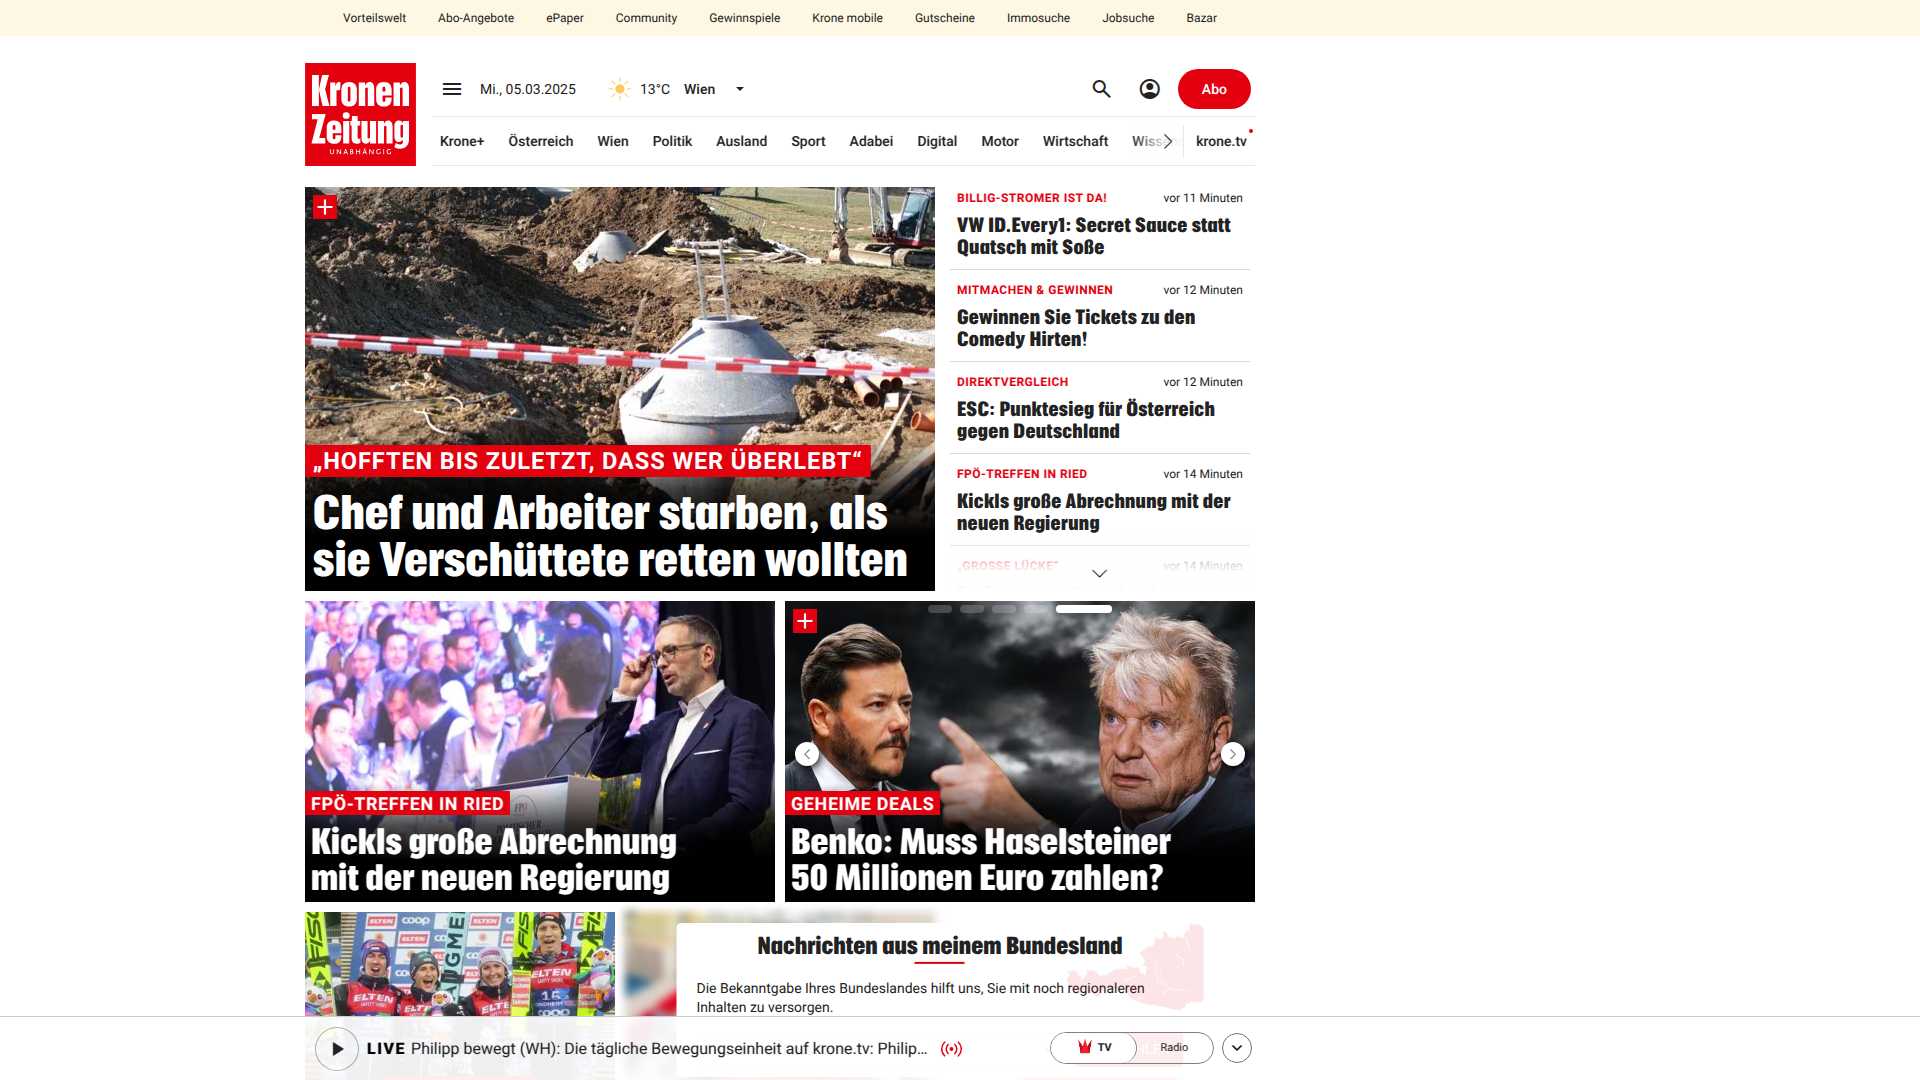 Vorteilswelt Abo-Angebote ePaper Community Gewinnspiele Krone mobile Gutscheine Immosuche Jobsuche Bazar
Kronen
Zeitung
UNABHÄNGIG
Mi., 05.03.2025 13°C Wien
Abo
Krone+ Österreich Wien Politik Ausland Sport Adabei Digital Motor Wirtschaft Wiss krone.tv
„HOFFTEN BIS ZULETZT, DASS WER ÜBERLEBT“
Chef und Arbeiter starben, als
sie Verschüttete retten wollten
BILLIG-STROMER IST DA! vor 11 Minuten
VW ID.Every1: Secret Sauce statt
Quatsch mit Soße
MITMACHEN & GEWINNEN vor 12 Minuten
Gewinnen Sie Tickets zu den
Comedy Hirten!
DIREKTVERGLEICH vor 12 Minuten
ESC: Punktesieg für Österreich
gegen Deutschland
FPÖ-TREFFEN IN RIED vor 14 Minuten
Kickls große Abrechnung mit der
neuen Regierung
„GROSSE LÜCKE“ vor 14 Minuten
FPÖ-TREFFEN IN RIED
Kickls große Abrechnung
mit der neuen Regierung
GEHEIME DEALS
Benko: Muss Haselsteiner
50 Millionen Euro zahlen?
FIS
ELTEN
coop
ELTEN
ELTEN
ELTEN
ELTEN
15
Nachrichten aus meinem Bundesland
Die Bekanntgabe Ihres Bundeslandes hilft uns, Sie mit noch regionaleren
Inhalten zu versorgen.
LIVE Philipp bewegt (WH): Die tägliche Bewegungseinheit auf krone.tv: Philip...
TV Radio